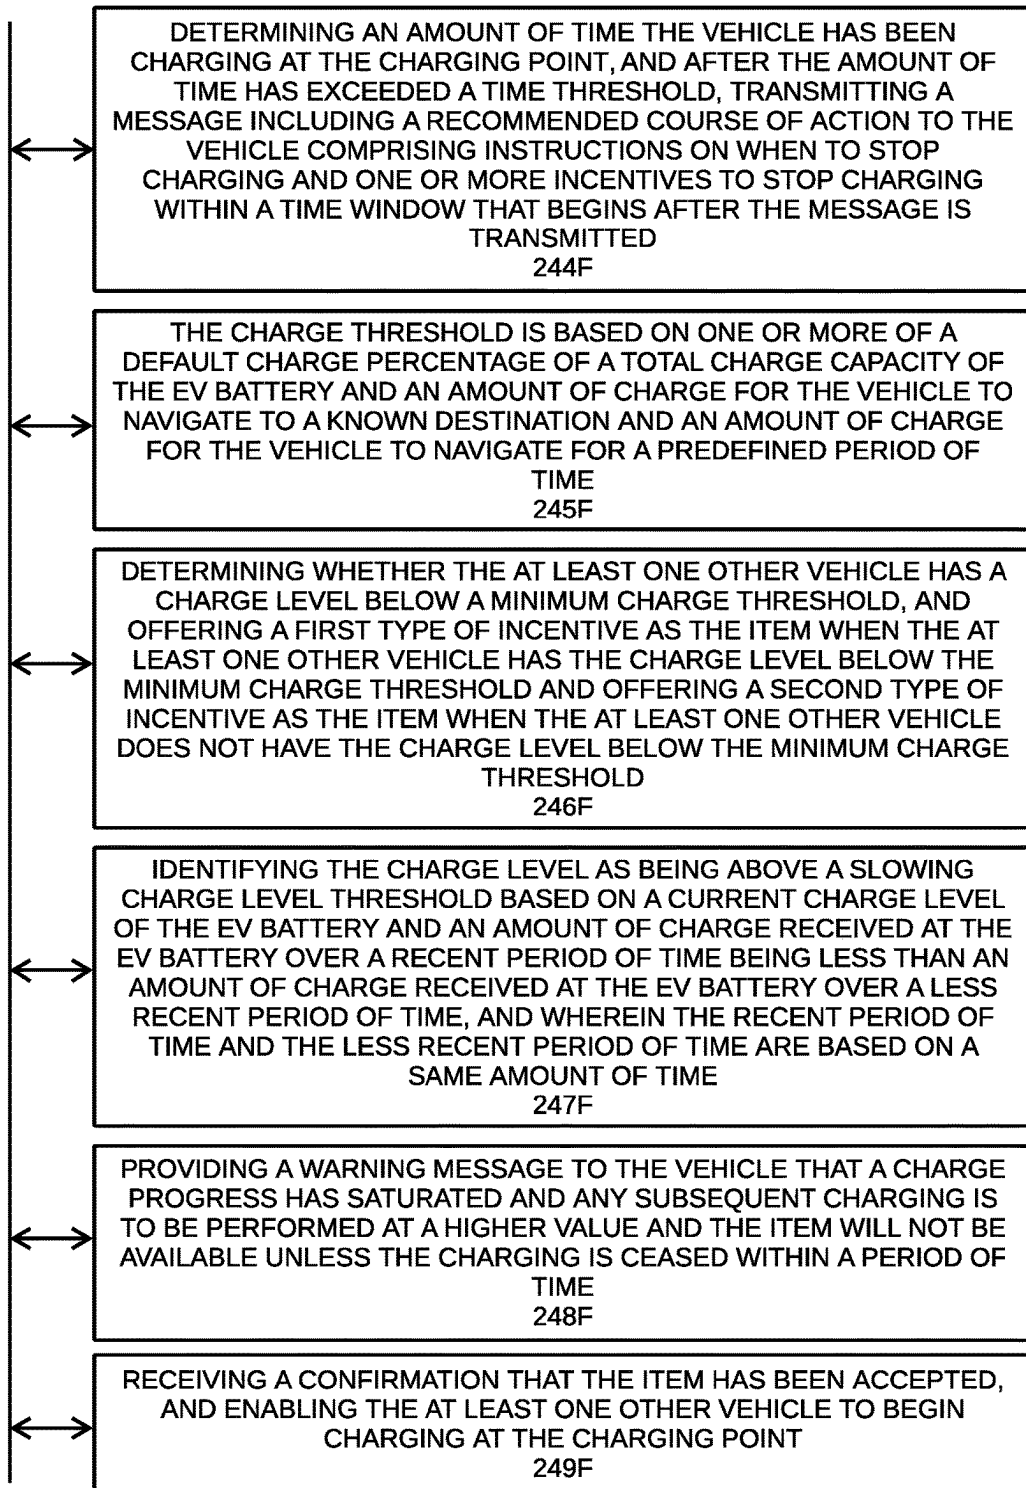 DETERMINING AN AMOUNT OF TIME THE VEHICLE HAS BEEN
CHARGING AT THE CHARGING POINT, AND AFTER THE AMOUNT OF
TIME HAS EXCEEDED A TIME THRESHOLD, TRANSMITTING A
MESSAGE INCLUDING A RECOMMENDED COURSE OF ACTION TO THE
VEHICLE COMPRISING INSTRUCTIONS ON WHEN TO STOP
CHARGING AND ONE OR MORE INCENTIVES TO STOP CHARGING
WITHIN A TIME WINDOW THAT BEGINS AFTER THE MESSAGE IS
TRANSMITTED
244F
THE CHARGE THRESHOLD IS BASED ON ONE OR MORE OF A
DEFAULT CHARGE PERCENTAGE OF A TOTAL CHARGE CAPACITY OF
THE EV BATTERY AND AN AMOUNT OF CHARGE FOR THE VEHICLE TO
NAVIGATE TO A KNOWN DESTINATION AND AN AMOUNT OF CHARGE
FOR THE VEHICLE TO NAVIGATE FOR A PREDEFINED PERIOD OF
TIME
245F
DETERMINING WHETHER THE AT LEAST ONE OTHER VEHICLE HAS A
CHARGE LEVEL BELOW A MINIMUM CHARGE THRESHOLD, AND
OFFERING A FIRST TYPE OF INCENTIVE AS THE ITEM WHEN THE AT
LEAST ONE OTHER VEHICLE HAS THE CHARGE LEVEL BELOW THE
MINIMUM CHARGE THRESHOLD AND OFFERING A SECOND TYPE OF
INCENTIVE AS THE ITEM WHEN THE AT LEAST ONE OTHER VEHICLE
DOES NOT HAVE THE CHARGE LEVEL BELOW THE MINIMUM CHARGE
THRESHOLD
246F
IDENTIFYING THE CHARGE LEVEL AS BEING ABOVE A SLOWING
CHARGE LEVEL THRESHOLD BASED ON A CURRENT CHARGE LEVEL
OF THE EV BATTERY AND AN AMOUNT OF CHARGE RECEIVED AT THE
EV BATTERY OVER A RECENT PERIOD OF TIME BEING LESS THAN AN
AMOUNT OF CHARGE RECEIVED AT THE EV BATTERY OVER A LESS
RECENT PERIOD OF TIME, AND WHEREIN THE RECENT PERIOD OF
TIME AND THE LESS RECENT PERIOD OF TIME ARE BASED ON A
SAME AMOUNT OF TIME
247F
PROVIDING A WARNING MESSAGE TO THE VEHICLE THAT A CHARGE
PROGRESS HAS SATURATED AND ANY SUBSEQUENT CHARGING IS
TO BE PERFORMED AT A HIGHER VALUE AND THE ITEM WILL NOT BE
AVAILABLE UNLESS THE CHARGING IS CEASED WITHIN A PERIOD OF
TIME
248F
RECEIVING A CONFIRMATION THAT THE ITEM HAS BEEN ACCEPTED,
AND ENABLING THE AT LEAST ONE OTHER VEHICLE TO BEGIN
CHARGING AT THE CHARGING POINT
249F